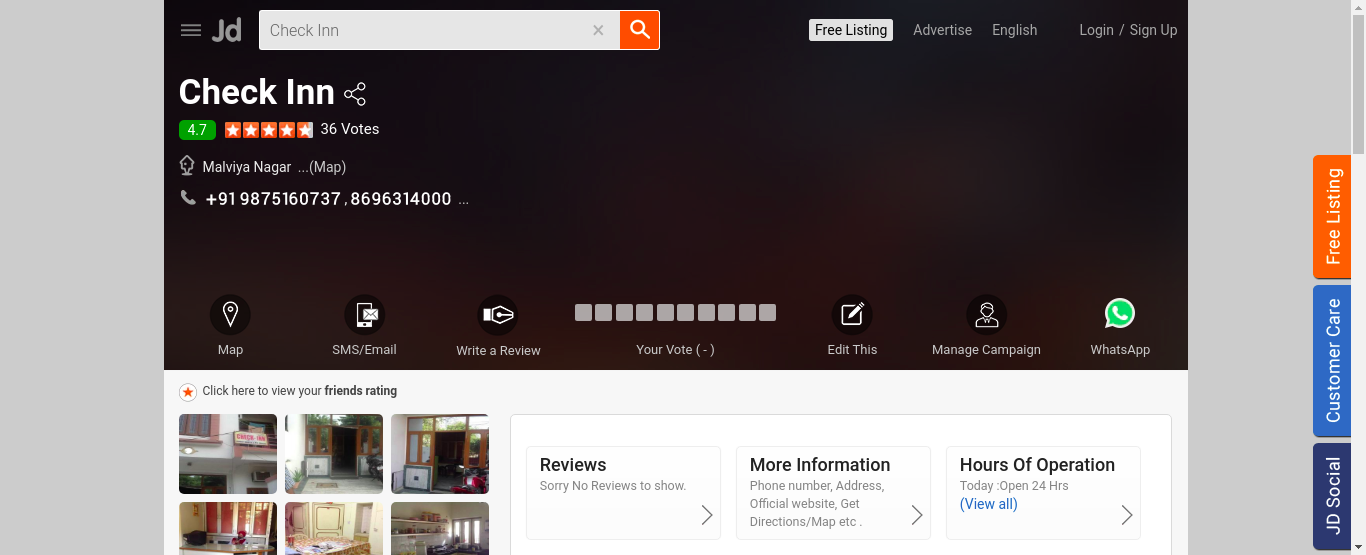 Jd
Check Inn
Free Listing
Advertise
English
Login / Sign Up
Check Inn
4.7 36 Votes
Malviya Nagar ...(Map)
+91 9875160737 , 8696314000 ...
Map
SMS/Email
Write a Review
Your Vote ( - )
Edit This
Manage Campaign
WhatsApp
Click here to view your friends rating
CHECK-INN
Reviews
Sorry No Reviews to show.
More Information
Phone number, Address,
Official website, Get
Directions/Map etc .
Hours Of Operation
Today :Open 24 Hrs
(View all)
Free Listing
Customer Care
JD Social